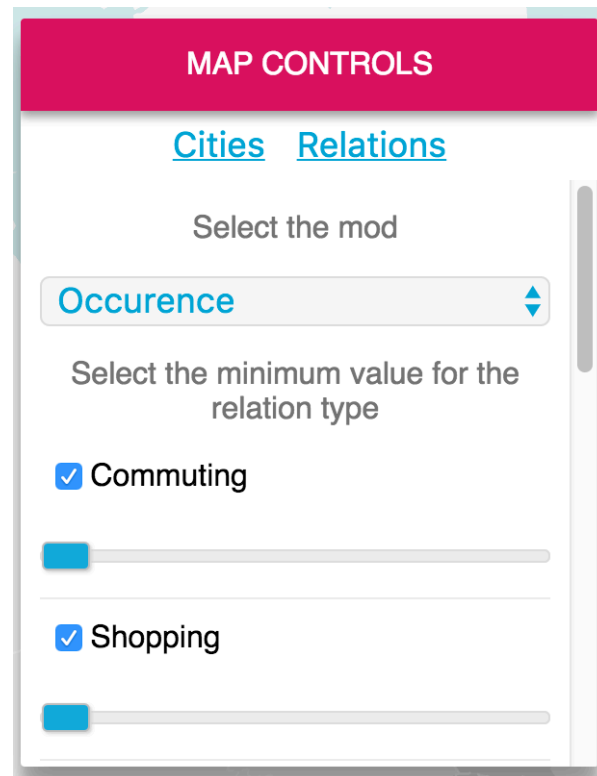 MAP CONTROLS
Cities Relations
Select the mod
Occurence
Select the minimum value for the
relation type
Commuting
Shopping